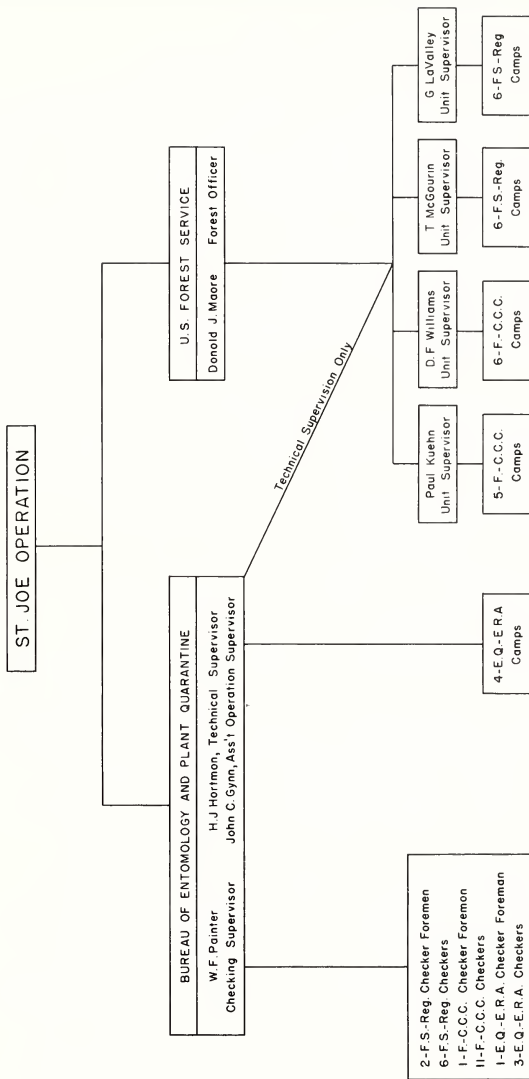 ST. JOE OPERATION
BUREAU OF ENTOMOLOGY AND PLANT QUARANTINE
W. F. Painter
Checking Supervisor
H. J Hartman, Technical Supervisor
John C. Gynn, Ass't Operation Supervisor
U.S. FOREST SERVICE
Donald J. Moore Forest Officer
Technical Supervision Only
Paul Kuehn
Unit Supervisor
D. F Williams
Unit Supervisor
T McGourin
Unit Supervisor
G LaValley
Unit Supervisor
2-F.S.-Reg. Checker Foremen
6-F.S.-Reg Checkers
1-F.-C.C.C. Checker Foreman
11-F.-C.C.C. Checkers
1-E.Q.-E.R.A. Checker Foreman
3-E.Q.-E.R.A. Checkers
4-E.Q.-E.R.A
Camps
5-F.-C.C.C.
Camps
6-F.-C.C.C.
Camps
6-F.S.-Reg.
Camps
6-F S-Reg
Camps